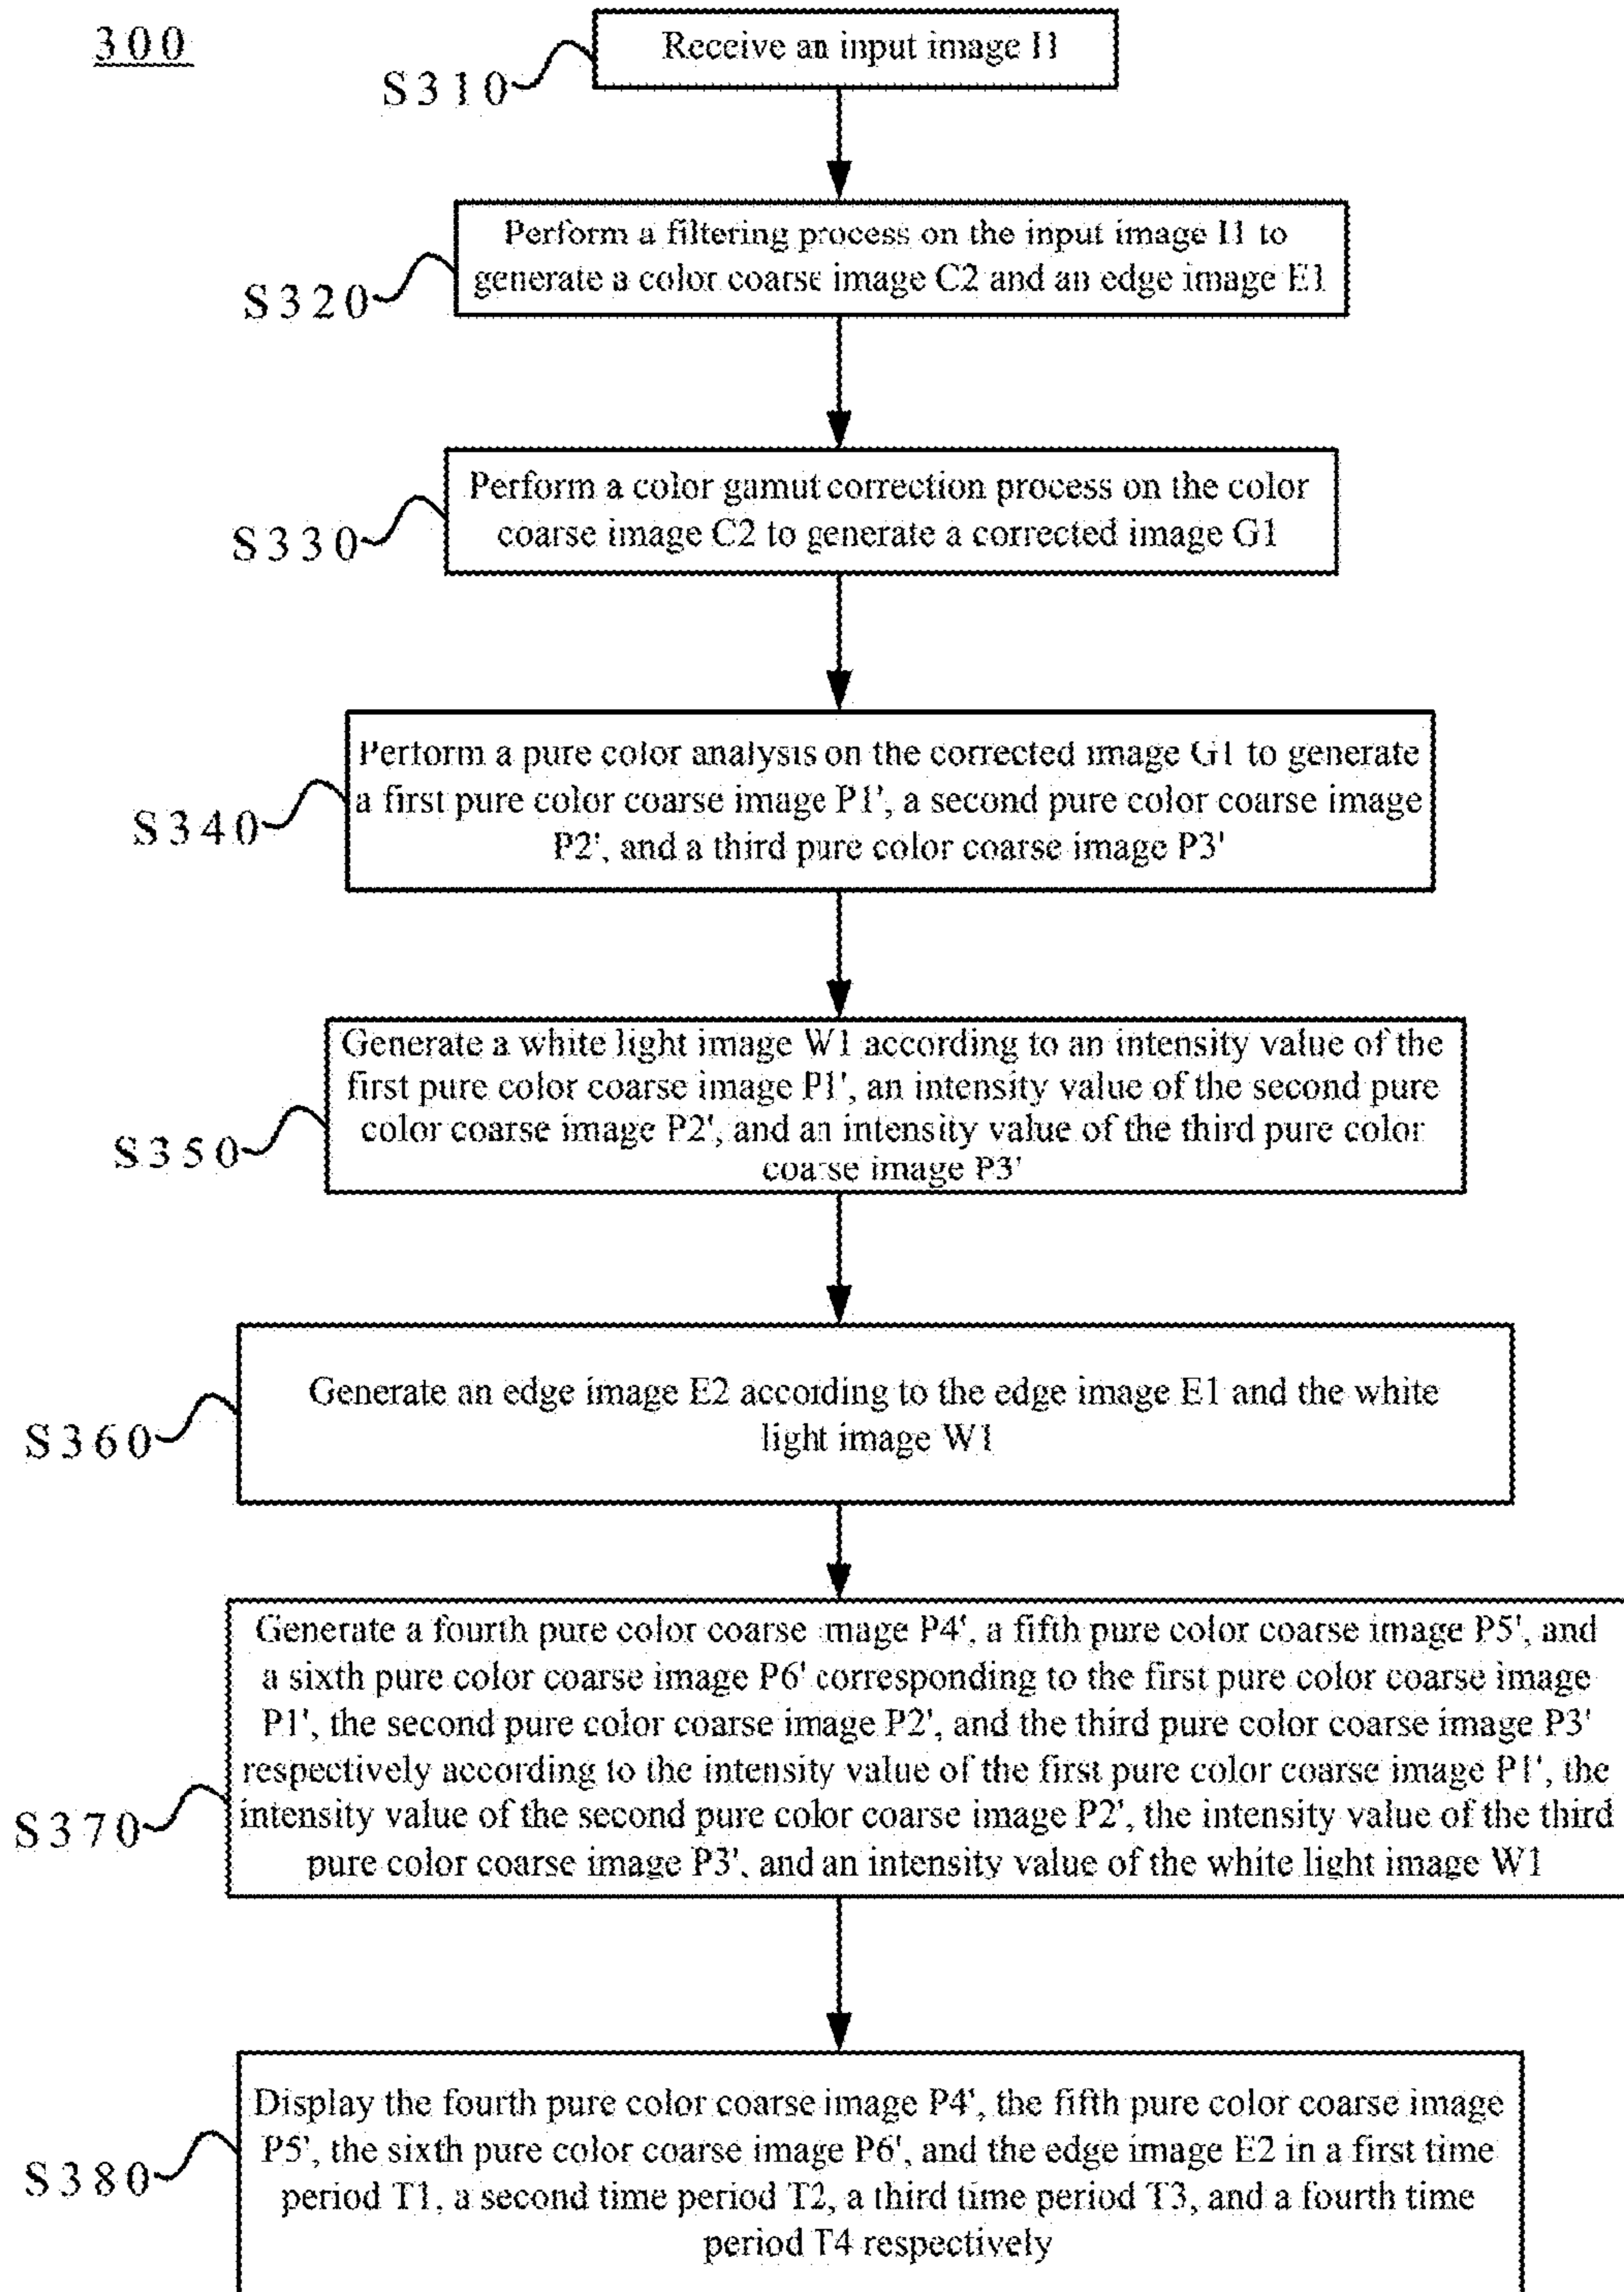 300
Receive an input image I1
S310
Perform a filtering process on the input image I1 to
generate a color coarse image C2 and an edge image E1
S320
Perform a color gamut correction process on the color
coarse image C2 to generate a corrected image G1
S330
Perform a pure color analysis on the corrected image G1 to generate
a first pure color coarse image P1', a second pure color coarse image
P2', and a third pure color coarse image P3'
S340
Generate a white light image W1 according to an intensity value of the
first pure color coarse image P1', an intensity value of the second pure
color coarse image P2', and an intensity value of the third pure color
coarse image P3'
S350
Generate an edge image E2 according to the edge image E1 and the white
light image W1
S360
Generate a fourth pure color coarse image P4', a fifth pure color coarse image P5', and
a sixth pure color coarse image P6' corresponding to the first pure color coarse image
P1', the second pure color coarse image P2', and the third pure color coarse image P3'
respectively according to the intensity value of the first pure color coarse image P1', the
intensity value of the second pure color coarse image P2', the intensity value of the third
pure color coarse image P3', and an intensity value of the white light image W1
S370
Display the fourth pure color coarse image P4', the fifth pure color coarse image
P5', the sixth pure color coarse image P6', and the edge image E2 in a first time
period T1, a second time period T2, a third time period T3, and a fourth time
period T4 respectively
S380